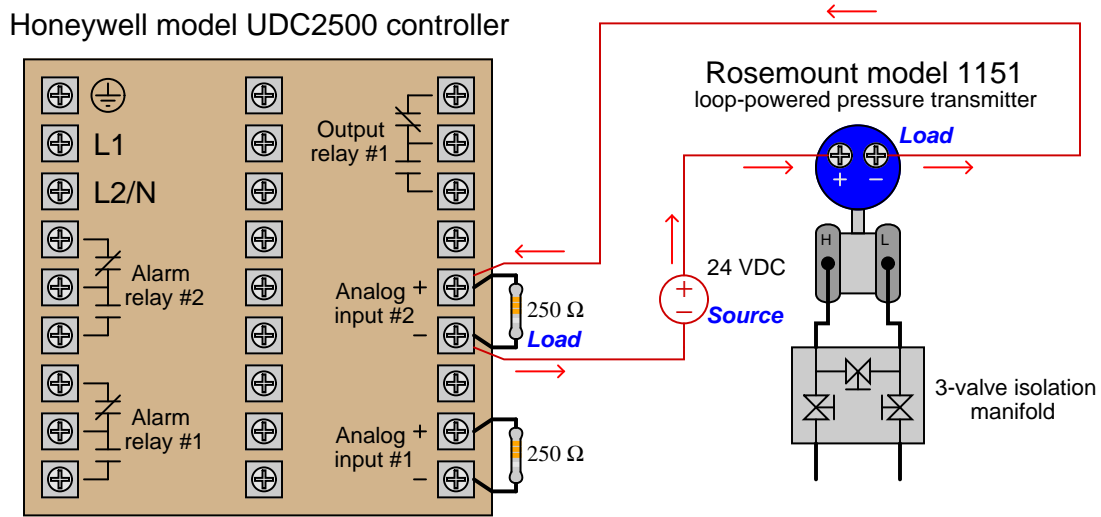 Honeywell model UDC2500 controller
L1
L2/N
Alarm
relay #2
Alarm
relay #1
Output
relay #1
Analog +
input #2
−
Analog +
input #1
−
250 Ω
Load
250 Ω
24 VDC
+
−
Source
Rosemount model 1151
loop-powered pressure transmitter
Load
+ −
H L
3-valve isolation
manifold